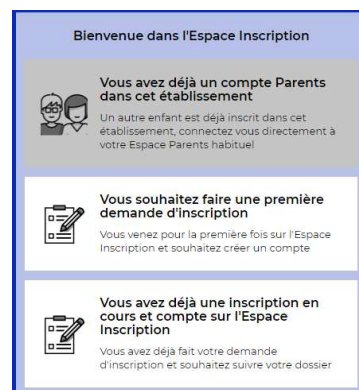 Bienvenue dans l'Espace Inscription
Vous avez déjà un compte Parents
dans cet établissement
Un autre enfant est déjà inscrit dans cet
établissement, connectez vous directement à
votre Espace Parents habituel
Vous souhaitez faire une première
demande d'inscription
Vous venez pour la première fois sur l'Espace
Inscription et souhaitez créer un compte
Vous avez déjà une inscription en
cours et compte sur l'Espace
Inscription
Vous avez déjà fait votre demande
d'inscription et souhaitez suivre votre dossier